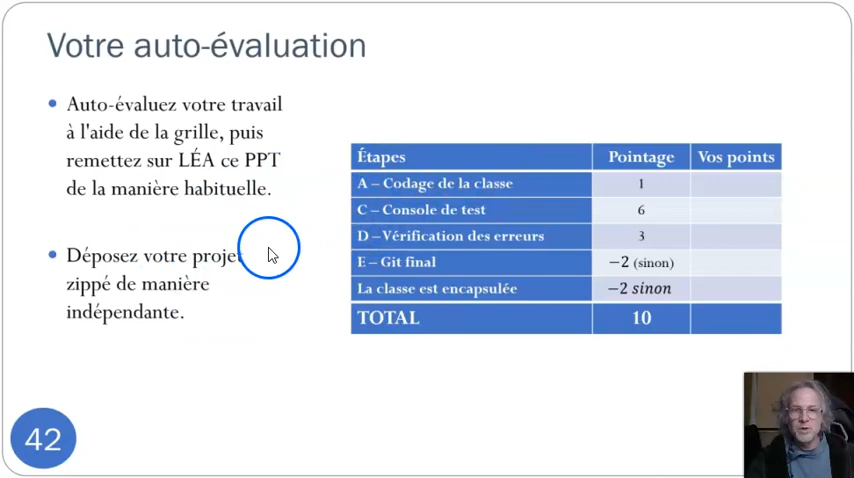 Votre auto-évaluation
Auto-évaluez votre travail
à l'aide de la grille, puis
remettez sur LÉA ce PPT
de la manière habituelle.
Déposez votre projet
zippé de manière
indépendante.
Étapes Pointage Vos points
A – Codage de la classe 1
C – Console de test 6
D –Vérification des erreurs 3
E – Git final −2 (sinon)
La classe est encapsulée −2 sinon
TOTAL 10
42